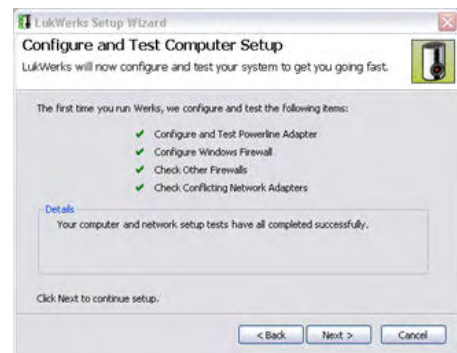 LukWerks Setup Wizard
Configure and Test Computer Setup
LukWerks will now configure and test your system to get you going fast.
The first time you run Werks, we configure and test the following items:
Configure and Test Powerline Adapter
Configure Windows Firewall
Check Other Firewalls
Check Conflicting Network Adapters
Details
Your computer and network setup tests have all completed successfully.
Click Next to continue setup.
< Back Next > Cancel